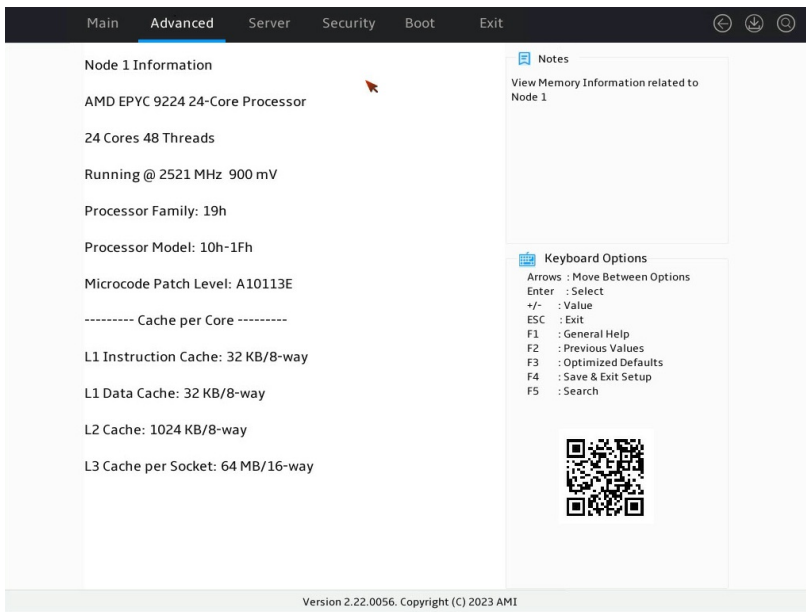 Main Advanced Server Security Boot Exit
Node 1 Information
AMD EPYC 9224 24-Core Processor
24 Cores 48 Threads
Running @ 2521 MHz 900 mV
Processor Family: 19h
Processor Model: 10h-1Fh
Microcode Patch Level: A10113E
--------- Cache per Core ---------
L1 Instruction Cache: 32 KB/8-way
L1 Data Cache: 32 KB/8-way
L2 Cache: 1024 KB/8-way
L3 Cache per Socket: 64 MB/16-way
Notes
View Memory Information related to
Node 1
Keyboard Options
Arrows : Move Between Options
Enter : Select
+/- : Value
ESC : Exit
F1 : General Help
F2 : Previous Values
F3 : Optimized Defaults
F4 : Save & Exit Setup
F5 : Search
Version 2.22.0056. Copyright (C) 2023 AMI